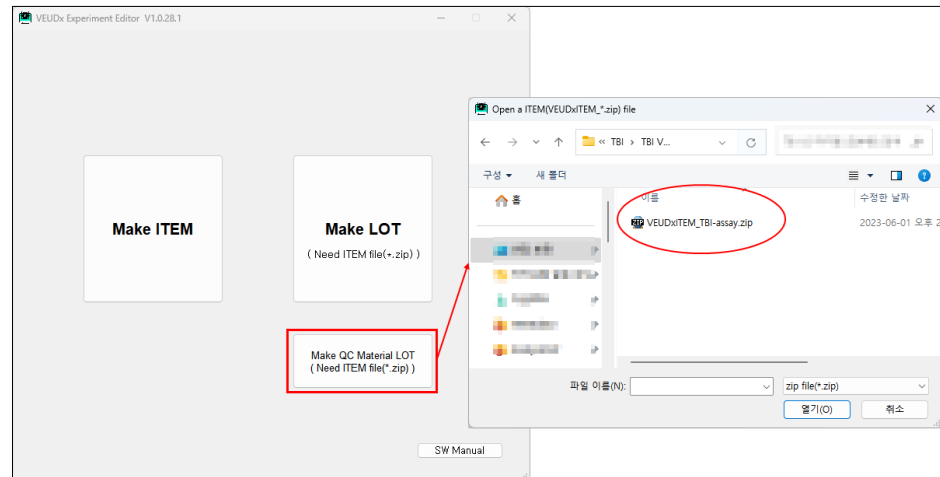 VEUDx Experiment Editor V1.0.28.1
Make ITEM
Make LOT
( Need ITEM file(*.zip) )
Make QC Material LOT
( Need ITEM file(*.zip) )
SW Manual
Open a ITEM(VEUDxITEM_*.zip) file
« TBI › TBI V...
구성
새 폴더
홈
이름
수정한 날짜
VEUDxITEM_TBI-assay.zip
2023-06-01 오후 2
파일 이름(N):
zip file(*.zip)
열기(O)
취소